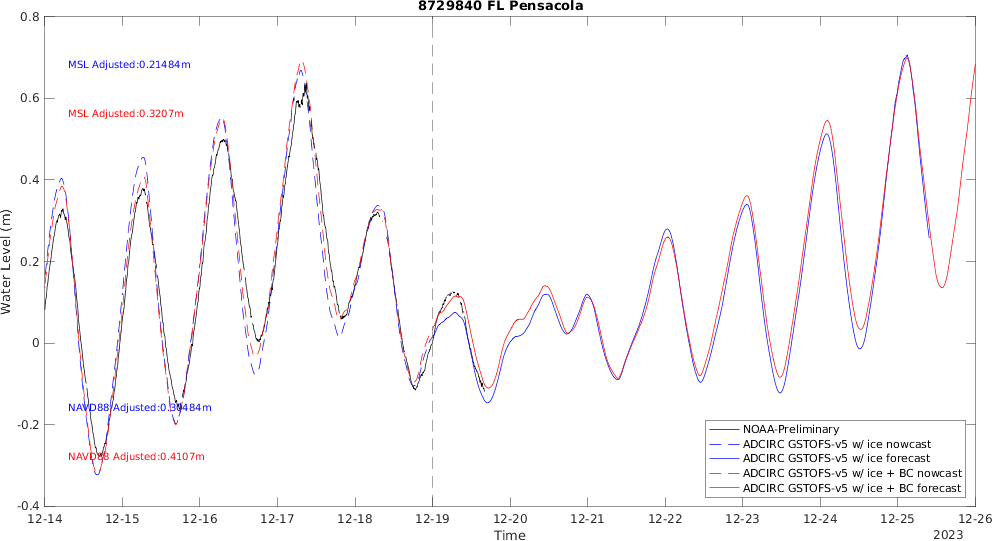 8729840 FL Pensacola
Water Level (m)
0.8
0.6
0.4
0.2
0
-0.2
-0.4
MSL Adjusted:0.21484m
MSL Adjusted:0.3207m
NAVD88 Adjusted:0.30484m
NAVD88 Adjusted:0.4107m
NOAA-Preliminary
ADCIRC GSTOFS-v5 w/ ice nowcast
ADCIRC GSTOFS-v5 w/ ice forecast
ADCIRC GSTOFS-v5 w/ ice + BC nowcast
ADCIRC GSTOFS-v5 w/ ice + BC forecast
12-14 12-15 12-16 12-17 12-18 12-19 12-20 12-21 12-22 12-23 12-24 12-25 12-26
Time
2023